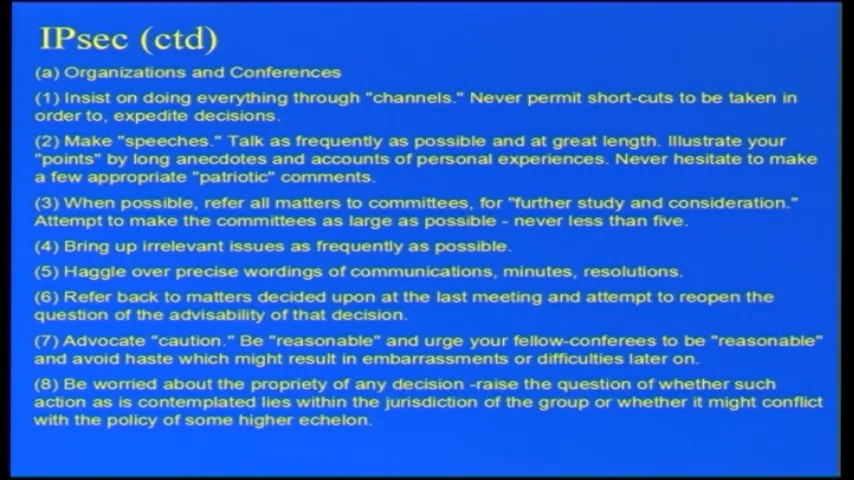 IPsec (ctd)
(a) Organizations and Conferences
(1) Insist on doing everything through "channels." Never permit short-cuts to be taken in
order to, expedite decisions.
(2) Make "speeches." Talk as frequently as possible and at great length. Illustrate your
"points" by long anecdotes and accounts of personal experiences. Never hesitate to make
a few appropriate "patriotic" comments.
(3) When possible, refer all matters to committees, for "further study and consideration."
Attempt to make the committees as large as possible - never less than five.
(4) Bring up irrelevant issues as frequently as possible.
(5) Haggle over precise wordings of communications, minutes, resolutions.
(6) Refer back to matters decided upon at the last meeting and attempt to reopen the
question of the advisability of that decision.
(7) Advocate "caution." Be "reasonable" and urge your fellow-conferees to be "reasonable"
and avoid haste which might result in embarrassments or difficulties later on.
(8) Be worried about the propriety of any decision -raise the question of whether such
action as is contemplated lies within the jurisdiction of the group or whether it might conflict
with the policy of some higher echelon.